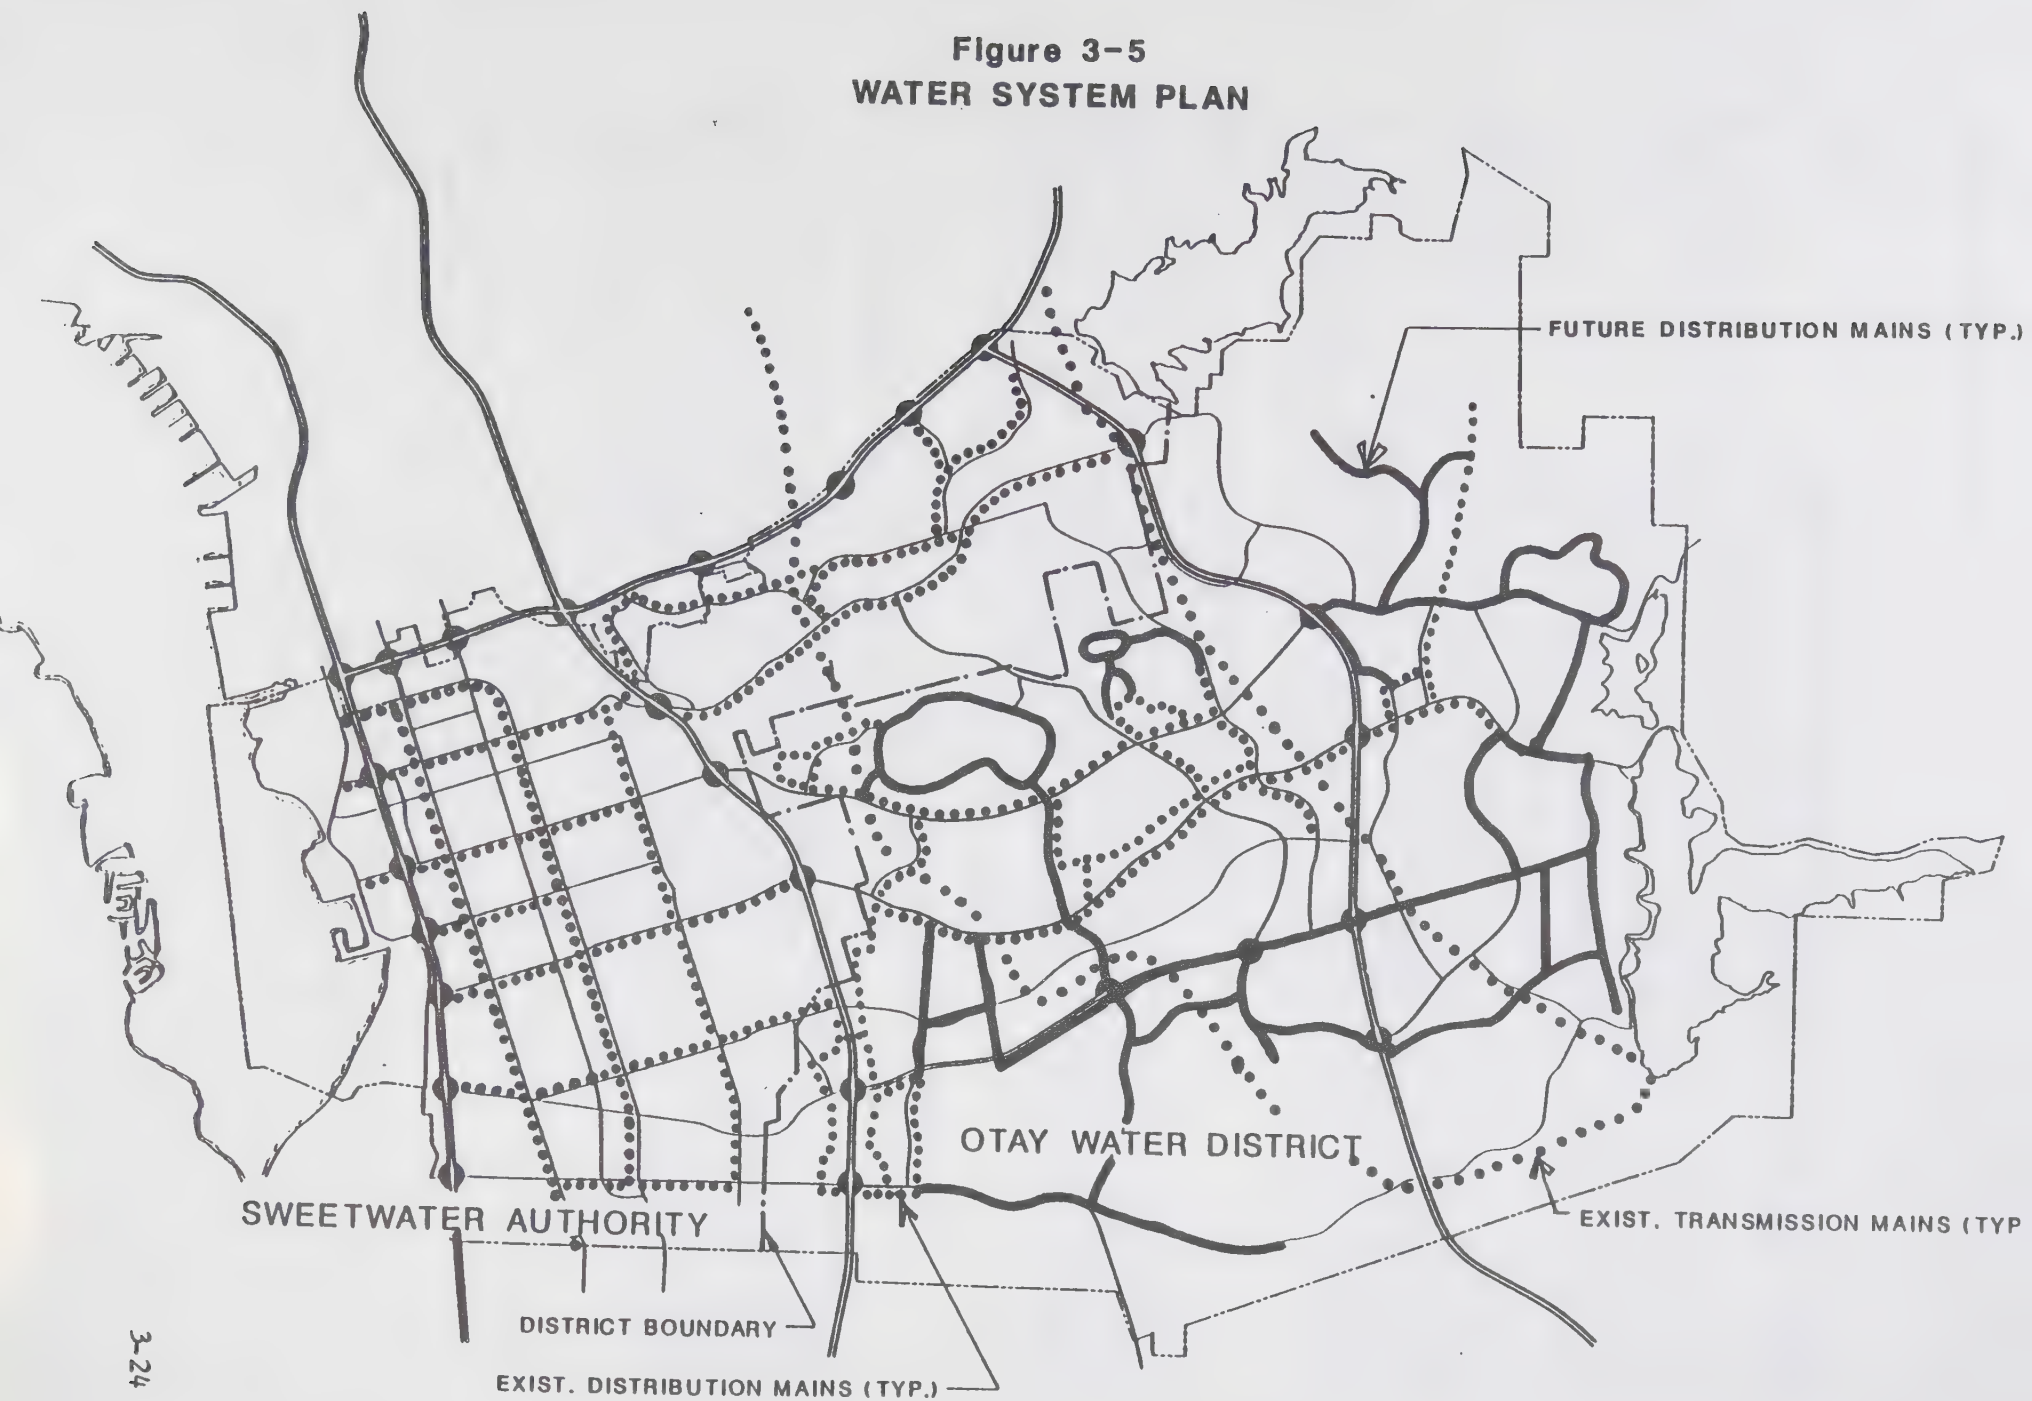 Figure 3-5
WATER SYSTEM PLAN
FUTURE DISTRIBUTION MAINS (TYP.)
OTAY WATER DISTRICT
SWEETWATER AUTHORITY
EXIST. TRANSMISSION MAINS (TYP
DISTRICT BOUNDARY
EXIST. DISTRIBUTION MAINS (TYP.)
3-24